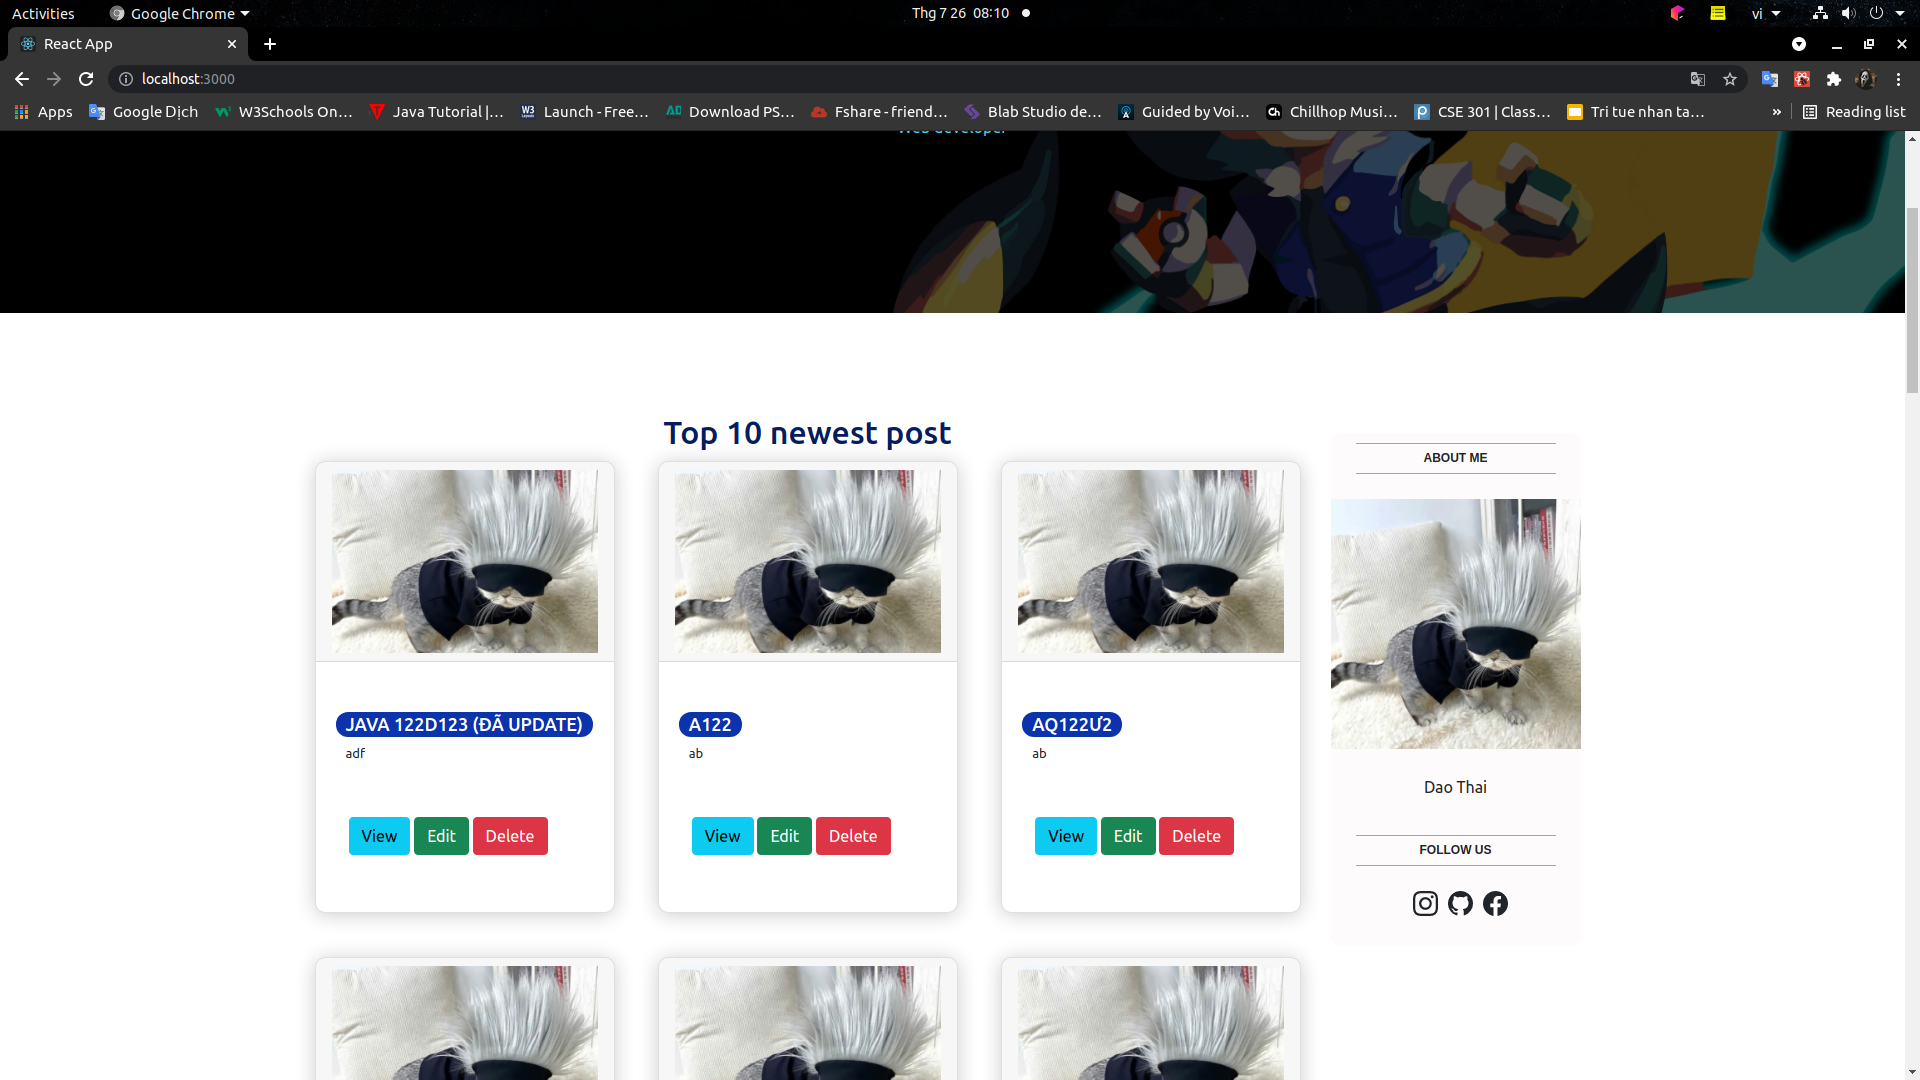 Activities Google Chrome Thg 7 26 08:10 vi
React App
localhost:3000
Apps Google Dịch W3Schools On… Java Tutorial |… Launch - Free… Download PS… Fshare - friend… Blab Studio de… Guided by Voi… Chillhop Musi… CSE 301 | Class… Tri tue nhan ta… » Reading list
Web developer
Top 10 newest post
ABOUT ME
JAVA 122D123 (ĐÃ UPDATE) A122 AQ122Ư2
adf ab ab
Dao Thai
View Edit Delete View Edit Delete View Edit Delete
FOLLOW US